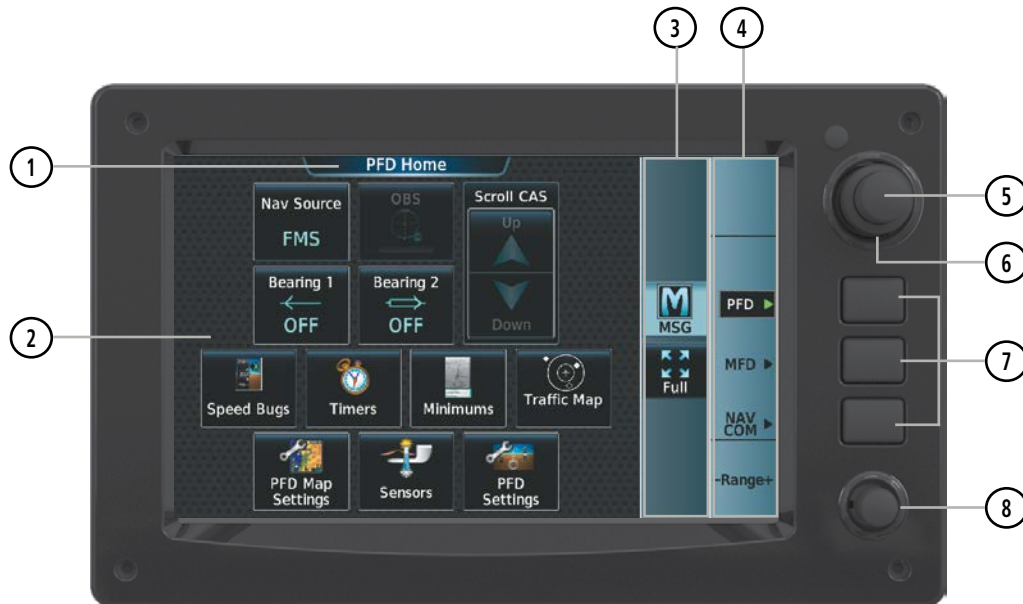 3
4
1
PFD Home
5
Nav Source
FMS
OBS
Scroll CAS
Up
6
Bearing 1
OFF
Bearing 2
OFF
Down
2
M
MSG
PFD
7
Full
MFD
Speed Bugs
Timers
Minimums
Traffic Map
NAV
COM
PFD Map
Settings
Sensors
PFD
Settings
-Range+
8